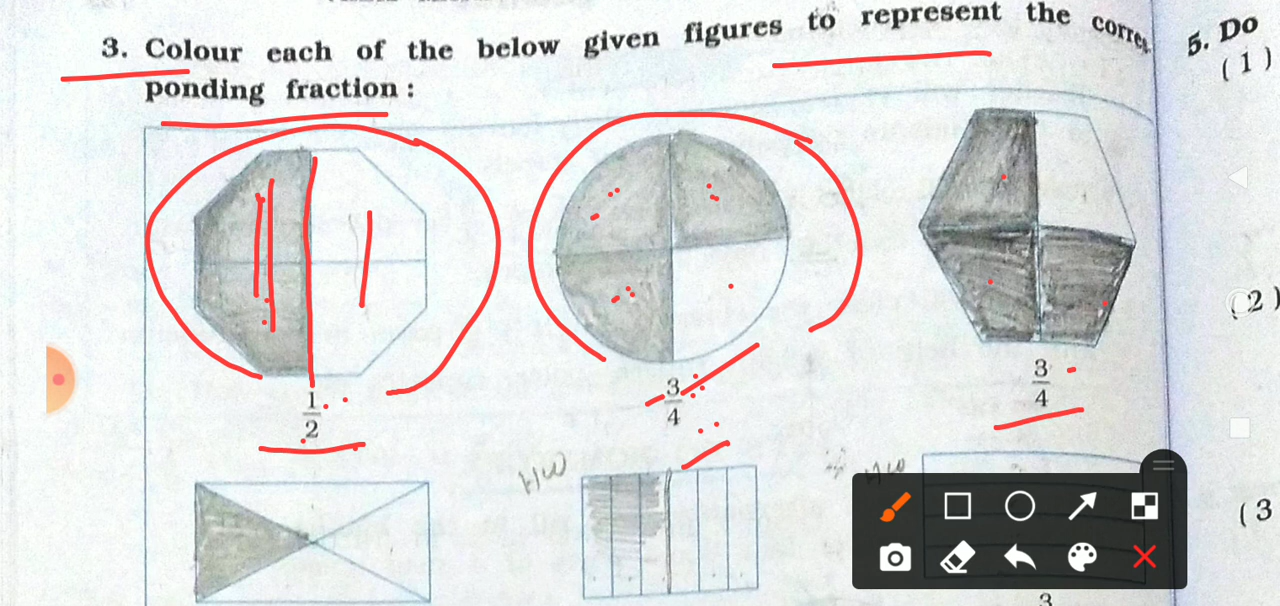 3. Colour each of the below given figures to represent the corres-
ponding fraction :
5. Do
(1)
(2)
1
2
3
4
3
4
H/W
H/W
(3
3